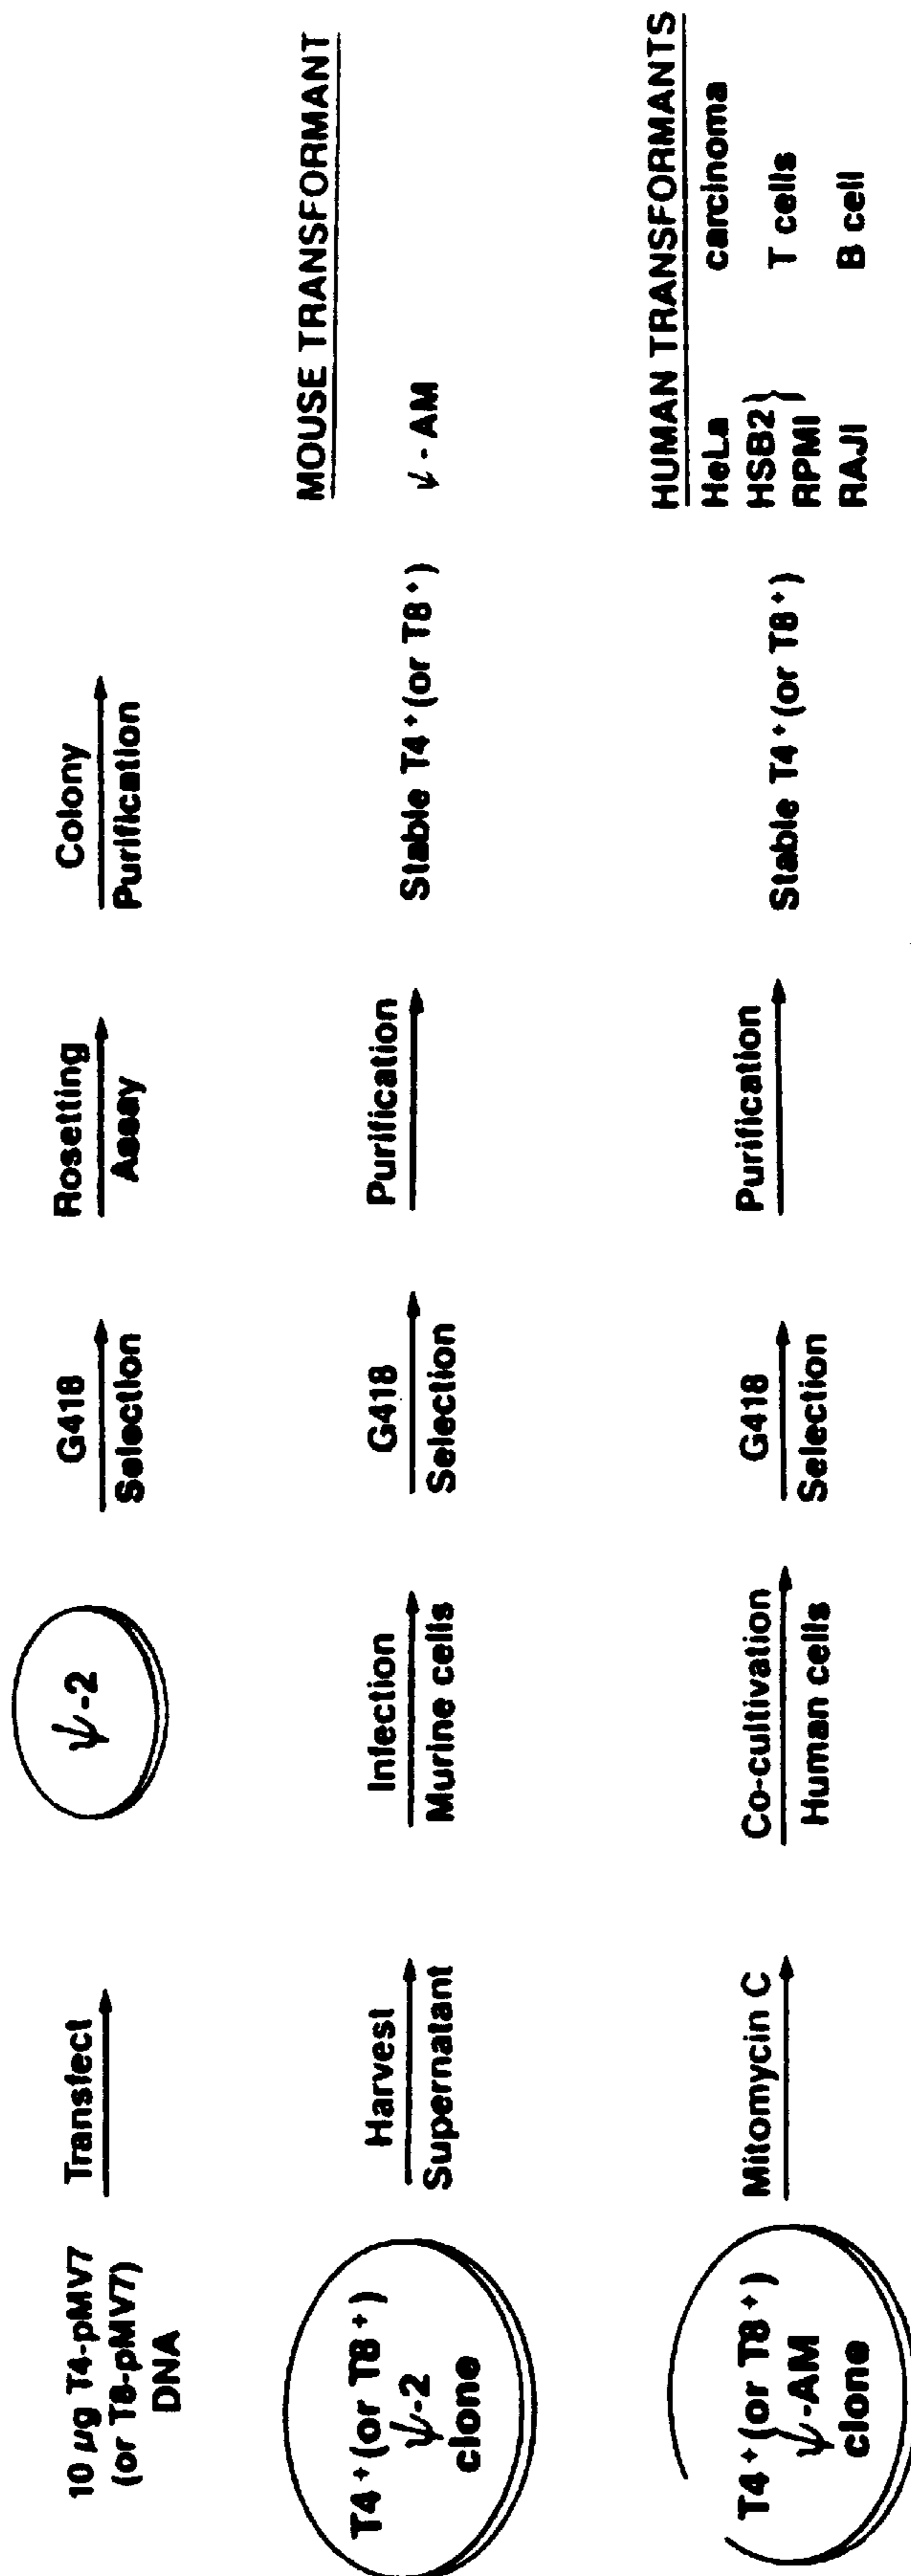 10 µg T4-pMV7
(or T8-pMV7)
DNA
Transfect
ψ-2
G418
Selection
Rosetting
Assay
Colony
Purification
T4⁺(or T8⁺)
ψ-2
clone
Harvest
Supernatant
Infection
Murine cells
G418
Selection
Purification
Stable T4⁺(or T8⁺)
MOUSE TRANSFORMANT
ψ-AM
T4⁺(or T8⁺)
ψ-AM
clone
Mitomycin C
Co-cultivation
Human cells
G418
Selection
Purification
Stable T4⁺(or T8⁺)
HUMAN TRANSFORMANTS
HeLa carcinoma
HSB2}
T cells
RPMI
RAJI B cell